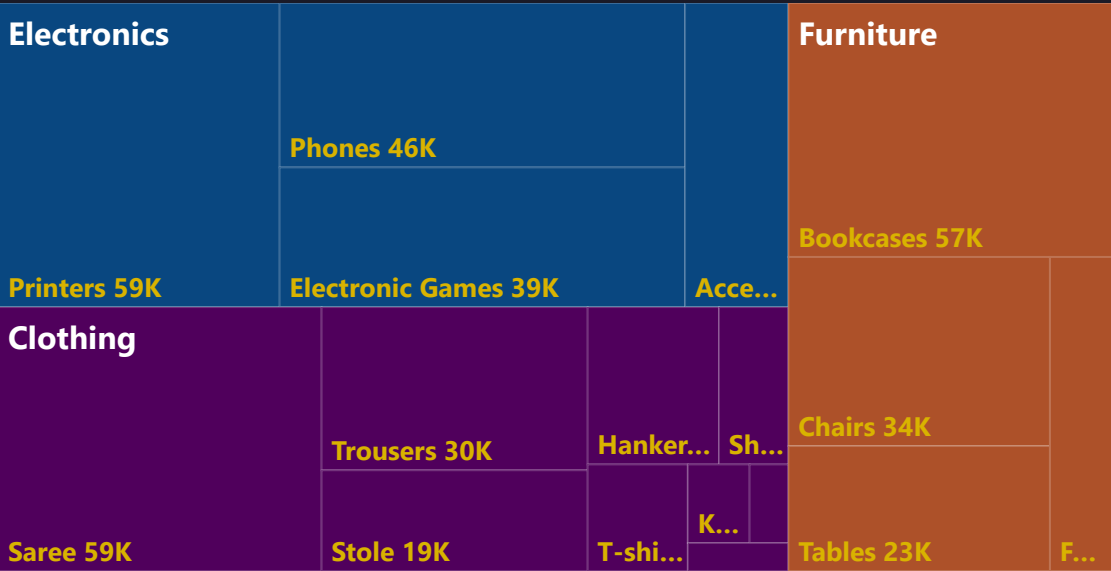 Electronics
Printers 59K
Phones 46K
Electronic Games 39K
Acce...
Clothing
Saree 59K
Trousers 30K
Stole 19K
Hanker...
Sh...
T-shi...
K...
Furniture
Bookcases 57K
Chairs 34K
Tables 23K
F...